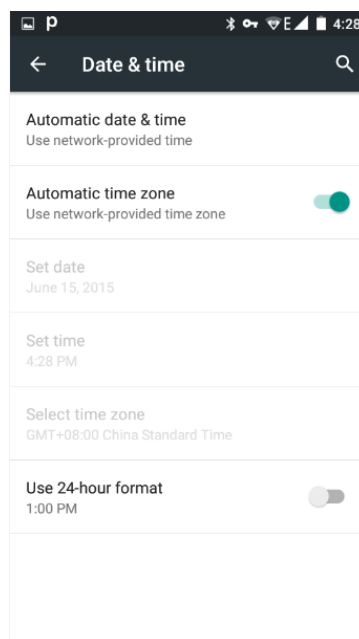 p E 4:28
Date & time
Automatic date & time
Use network-provided time
Automatic time zone
Use network-provided time zone
Set date
June 15, 2015
Set time
4:28 PM
Select time zone
GMT+08:00 China Standard Time
Use 24-hour format
1:00 PM